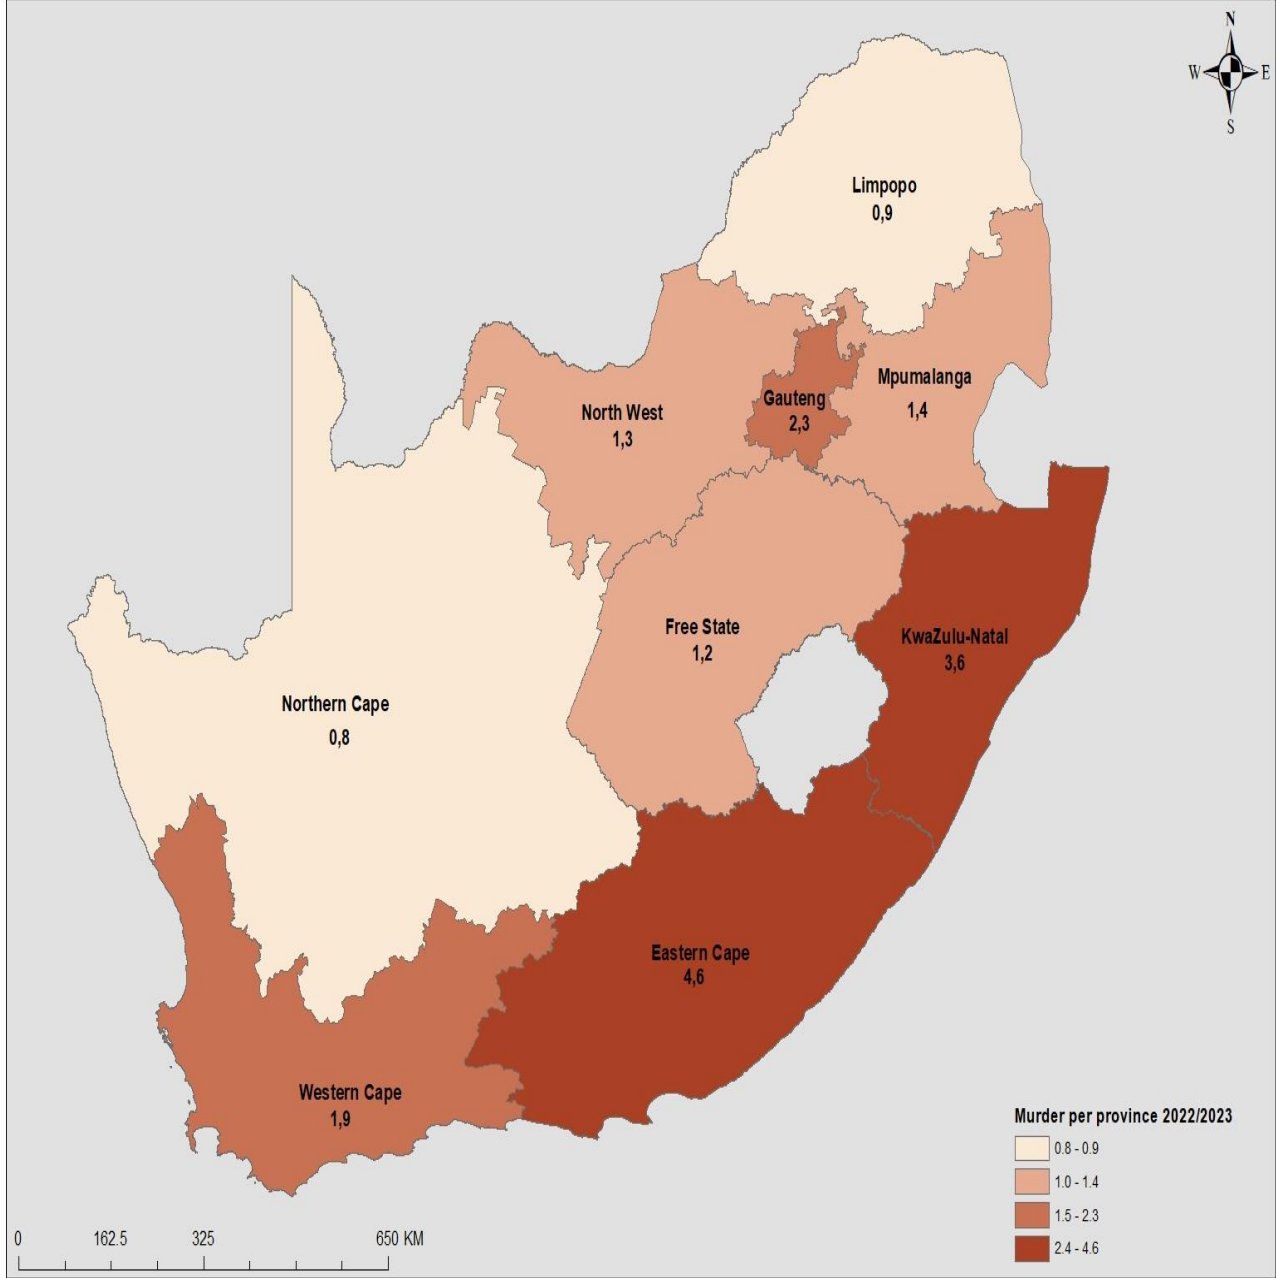 N
W E
S
Limpopo
0,9
Mpumalanga
1,4
Gauteng
2,3
North West
1,3
Free State
1,2
KwaZulu-Natal
3,6
Northern Cape
0,8
Eastern Cape
4,6
Western Cape
1,9
Murder per province 2022/2023
0.8 - 0.9
1.0 - 1.4
1.5 - 2.3
2.4 - 4.6
0 162.5 325 650 KM